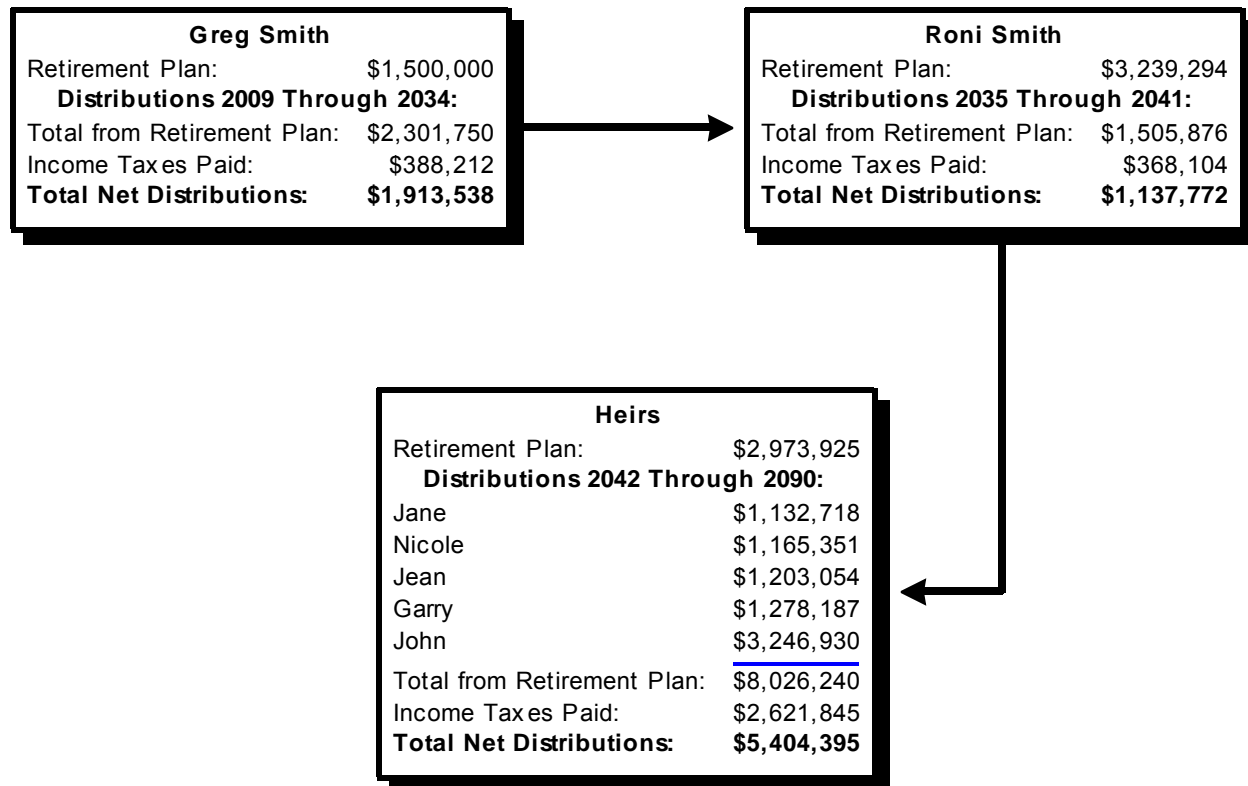 Greg Smith
Retirement Plan: $1,500,000
Distributions 2009 Through 2034:
Total from Retirement Plan: $2,301,750
Income Taxes Paid: $388,212
Total Net Distributions: $1,913,538
Roni Smith
Retirement Plan: $3,239,294
Distributions 2035 Through 2041:
Total from Retirement Plan: $1,505,876
Income Taxes Paid: $368,104
Total Net Distributions: $1,137,772
Heirs
Retirement Plan: $2,973,925
Distributions 2042 Through 2090:
Jane $1,132,718
Nicole $1,165,351
Jean $1,203,054
Garry $1,278,187
John $3,246,930
Total from Retirement Plan: $8,026,240
Income Taxes Paid: $2,621,845
Total Net Distributions: $5,404,395